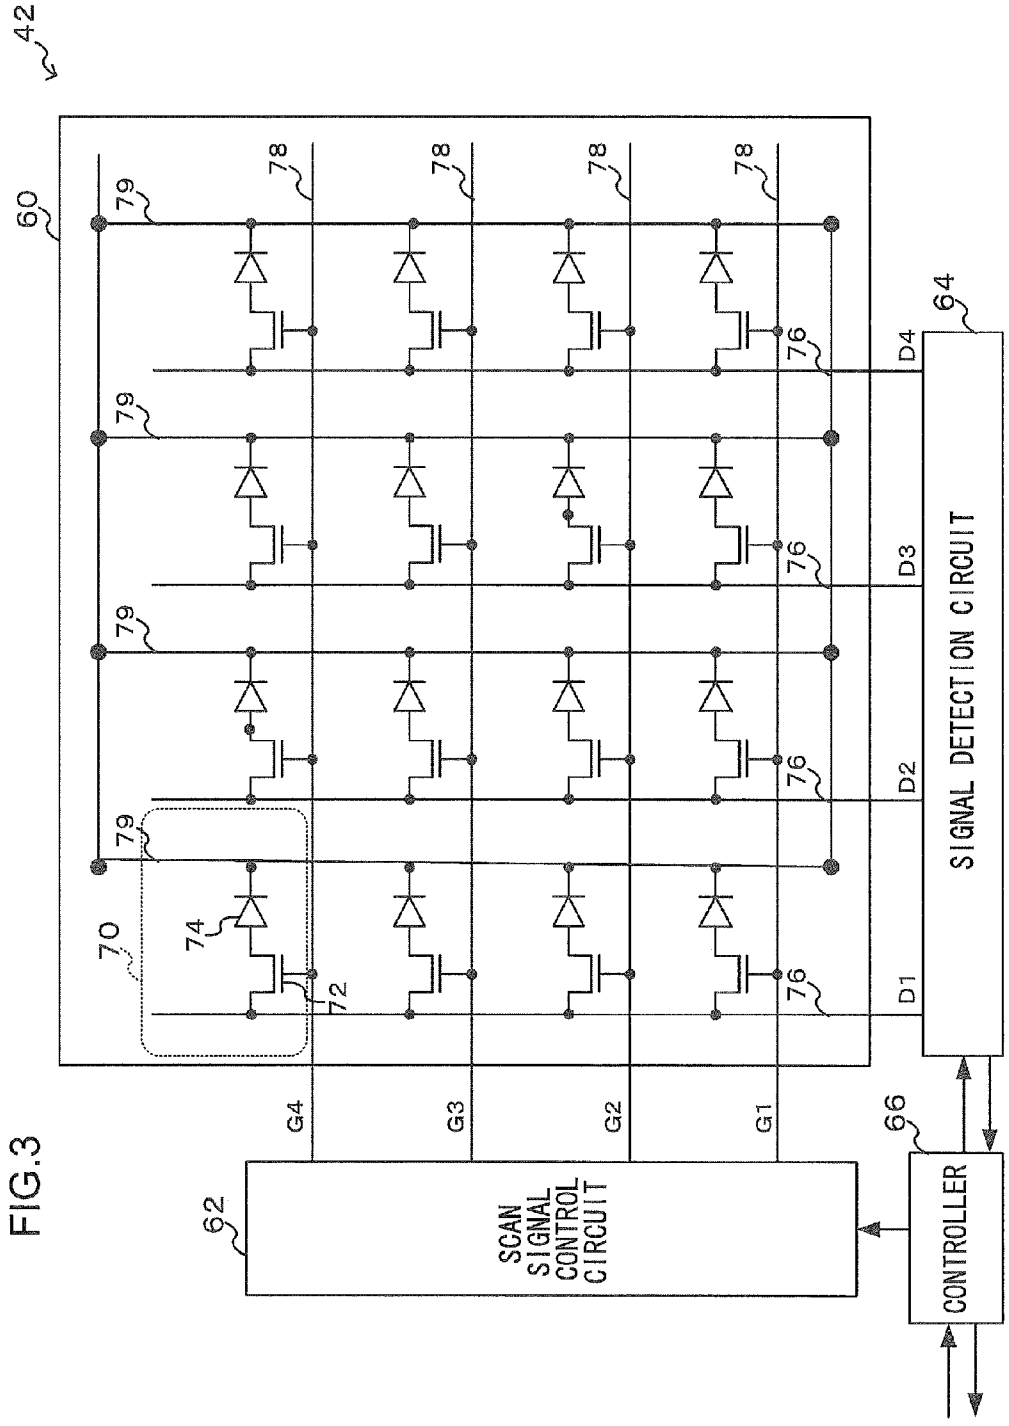 FIG.3
42
60
70
79
79
79
79
74
72
78
78
78
78
76
76
76
76
62
SCAN
SIGNAL
CONTROL
CIRCUIT
G4
G3
G2
G1
D1
D2
D3
D4
64
SIGNAL DETECTION CIRCUIT
66
CONTROLLER